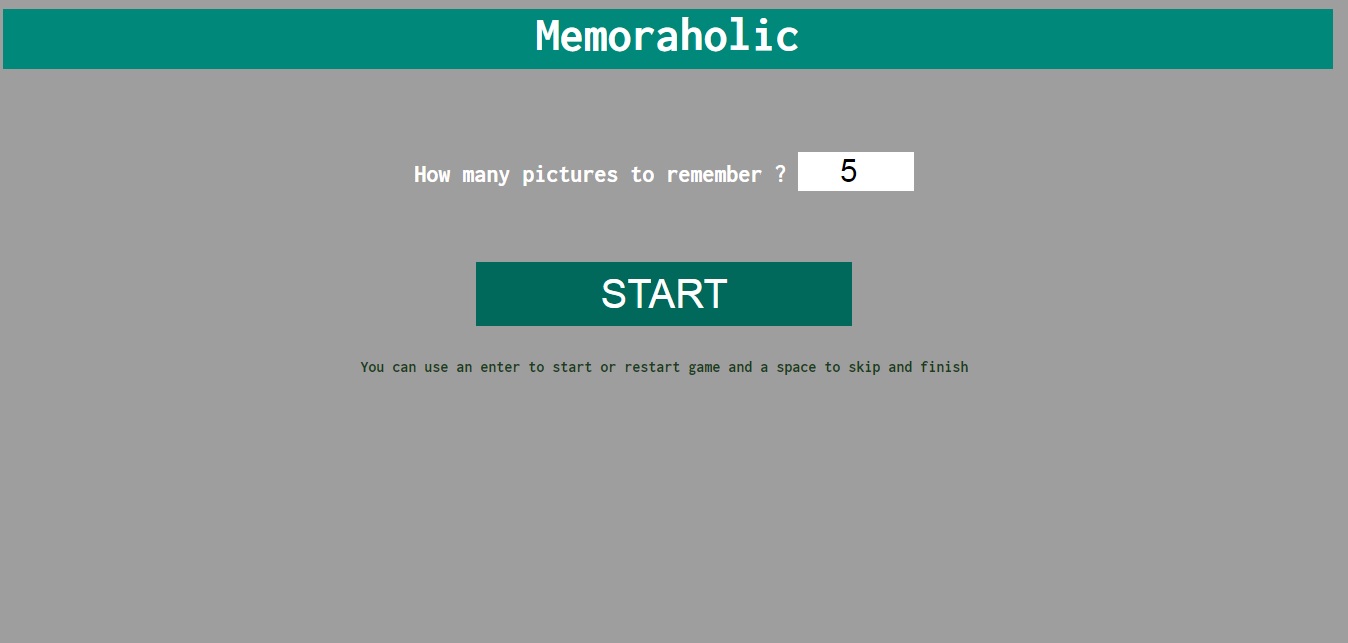 Memoraholic
How many pictures to remember ? 5
START
You can use an enter to start or restart game and a space to skip and finish